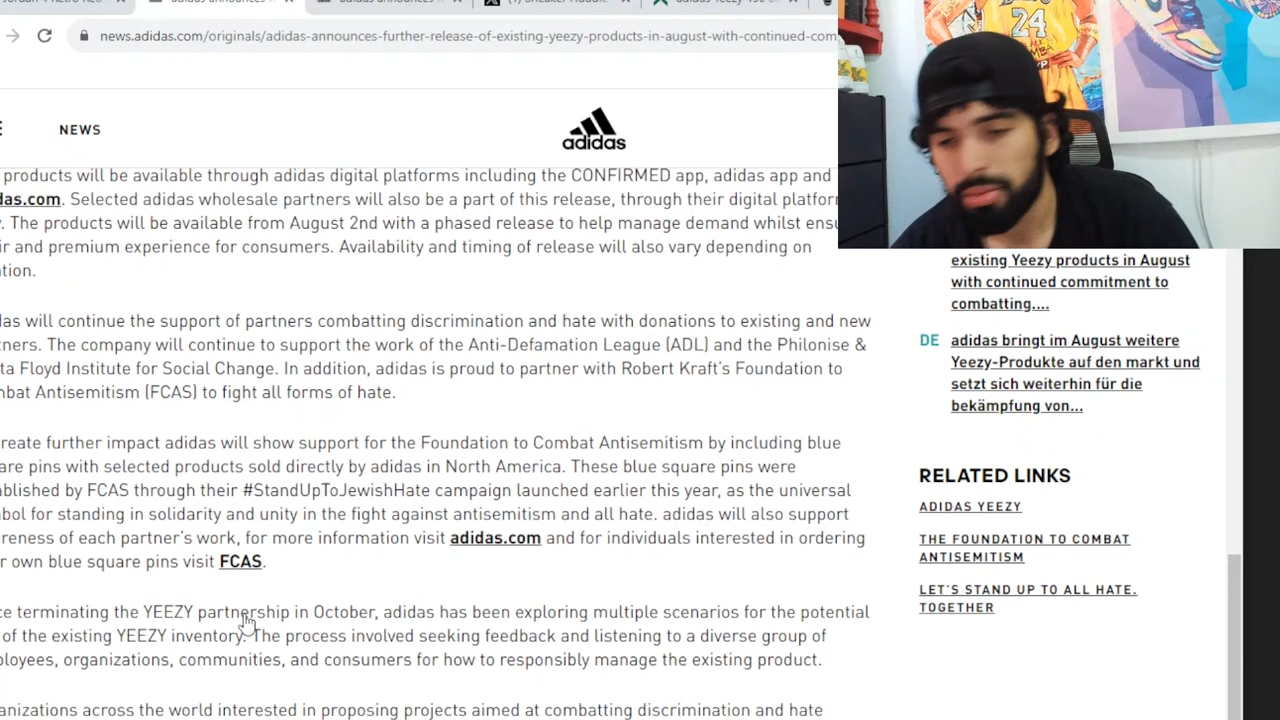 news.adidas.com/originals/adidas-announces-further-release-of-existing-yeezy-products-in-august-with-continued-com
24
NEWS
adidas
products will be available through adidas digital platforms including the CONFIRMED app, adidas app and
das.com. Selected adidas wholesale partners will also be a part of this release, through their digital platfor
. The products will be available from August 2nd with a phased release to help manage demand whilst ensu
ir and premium experience for consumers. Availability and timing of release will also vary depending on
ation.
das will continue the support of partners combatting discrimination and hate with donations to existing and new
tners. The company will continue to support the work of the Anti-Defamation League (ADL) and the Philonise &
ta Floyd Institute for Social Change. In addition, adidas is proud to partner with Robert Kraft's Foundation to
mbat Antisemitism (FCAS) to fight all forms of hate.
reate further impact adidas will show support for the Foundation to Combat Antisemitism by including blue
are pins with selected products sold directly by adidas in North America. These blue square pins were
ablished by FCAS through their #StandUpToJewishHate campaign launched earlier this year, as the universal
bol for standing in solidarity and unity in the fight against antisemitism and all hate. adidas will also support
reness of each partner's work, for more information visit adidas.com and for individuals interested in ordering
r own blue square pins visit FCAS.
ce terminating the YEEZY partnership in October, adidas has been exploring multiple scenarios for the potential
of the existing YEEZY inventory. The process involved seeking feedback and listening to a diverse group of
ployees, organizations, communities, and consumers for how to responsibly manage the existing product.
anizations across the world interested in proposing projects aimed at combatting discrimination and hate
existing Yeezy products in August
with continued commitment to
combatting....
DE adidas bringt im August weitere
Yeezy-Produkte auf den markt und
setzt sich weiterhin für die
bekämpfung von...
RELATED LINKS
ADIDAS YEEZY
THE FOUNDATION TO COMBAT
ANTISEMITISM
LET'S STAND UP TO ALL HATE.
TOGETHER